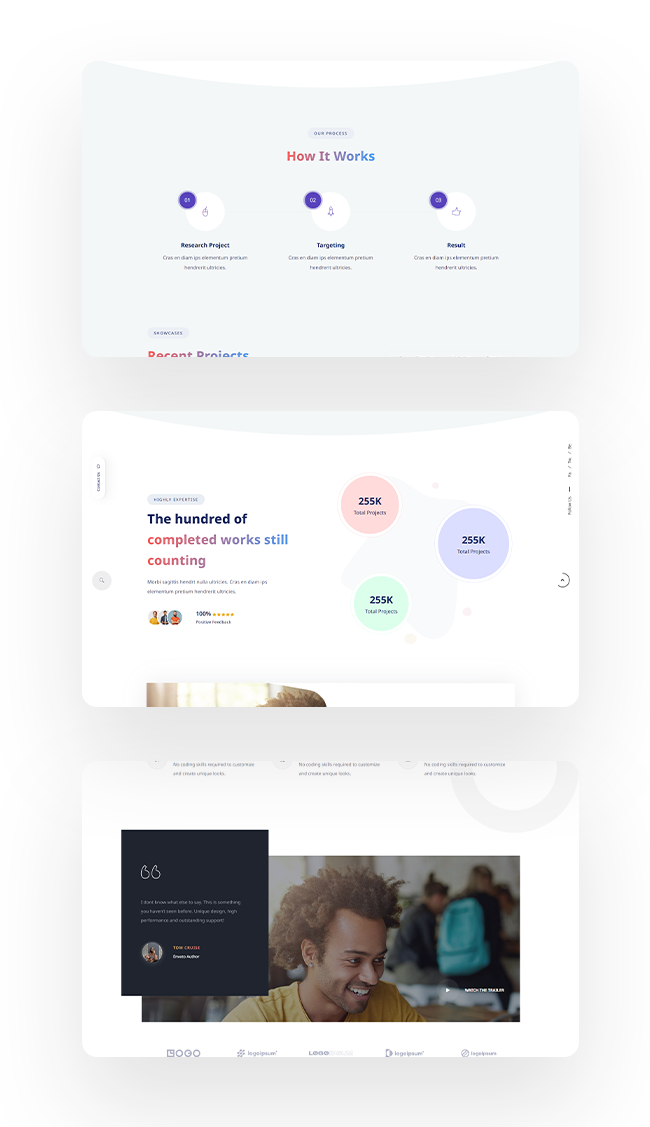 OUR PROCESS
How It Works
01
02
03
Research Project
Targeting
Result
Cras en diam ips elementum pretium
hendrerit ultricies.
Cras en diam ips elementum pretium
hendrerit ultricies.
Cras en diam ips elementum pretium
hendrerit ultricies.
SHOWCASES
Recent Projects
Contact Us
Fb. / Tw. / Be.
Follow Us
HIGHLY EXPERTISE
The hundred of
completed works still
counting
Morbi sagittis hendrit nulla ultricies. Cras en diam ips
elementum pretium hendrerit ultricies.
100%
Positive Feedback
255K
Total Projects
255K
Total Projects
255K
Total Projects
No coding skills required to customize
and create unique looks.
No coding skills required to customize
and create unique looks.
No coding skills required to customize
and create unique looks.
I dont know what else to say. This is something
you haven't seen before. Unique design, high
performance and outstanding support!
TOM CRUISE
Envato Author
WATCH THE TRAILER
LOGO
logoipsum'
LOGOIPSUM
logoipsum'
logoipsum